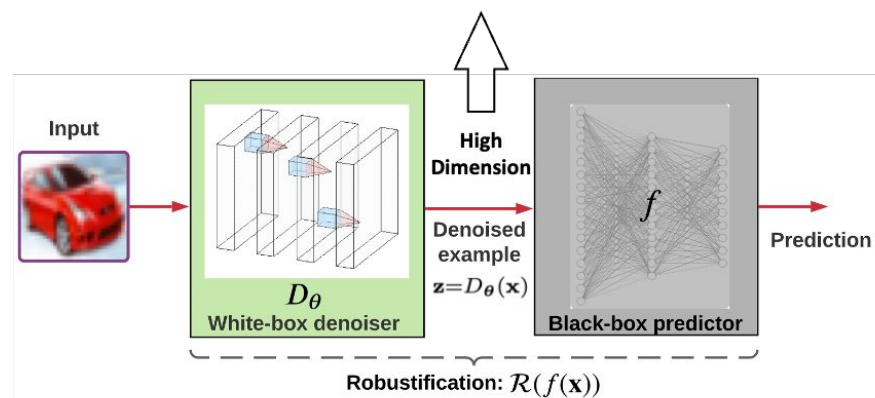 Input
High
Dimension
f
Denoised
example
z=D_θ(x)
Prediction
D_θ
White-box denoiser
Black-box predictor
Robustification: R(f(x))